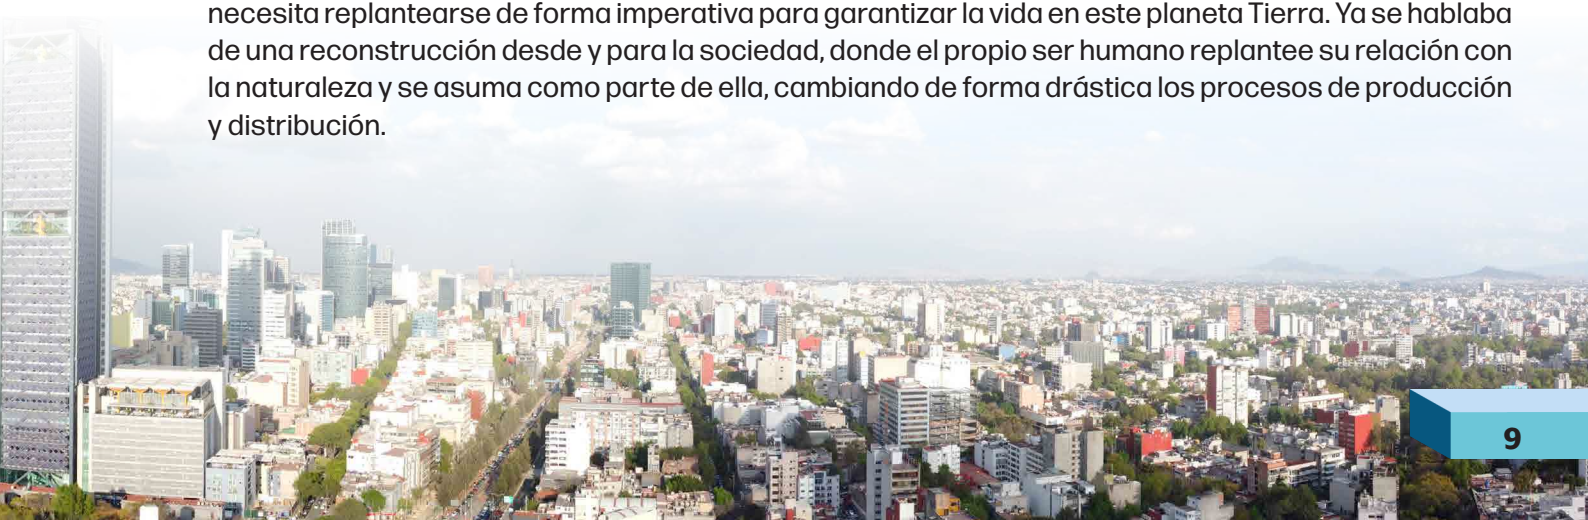 necesita replantearse de forma imperativa para garantizar la vida en este planeta Tierra. Ya se hablaba
de una reconstrucción desde y para la sociedad, donde el propio ser humano replantee su relación con
la naturaleza y se asuma como parte de ella, cambiando de forma drástica los procesos de producción
y distribución.
9